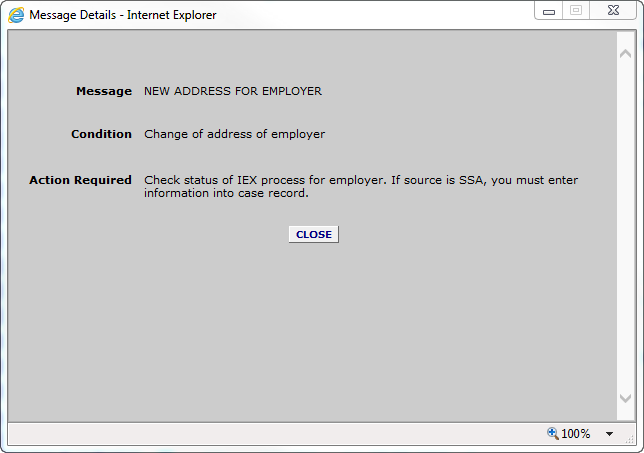 Message Details - Internet Explorer
Message NEW ADDRESS FOR EMPLOYER
Condition Change of address of employer
Action Required Check status of IEX process for employer. If source is SSA, you must enter
information into case record.
CLOSE
100%